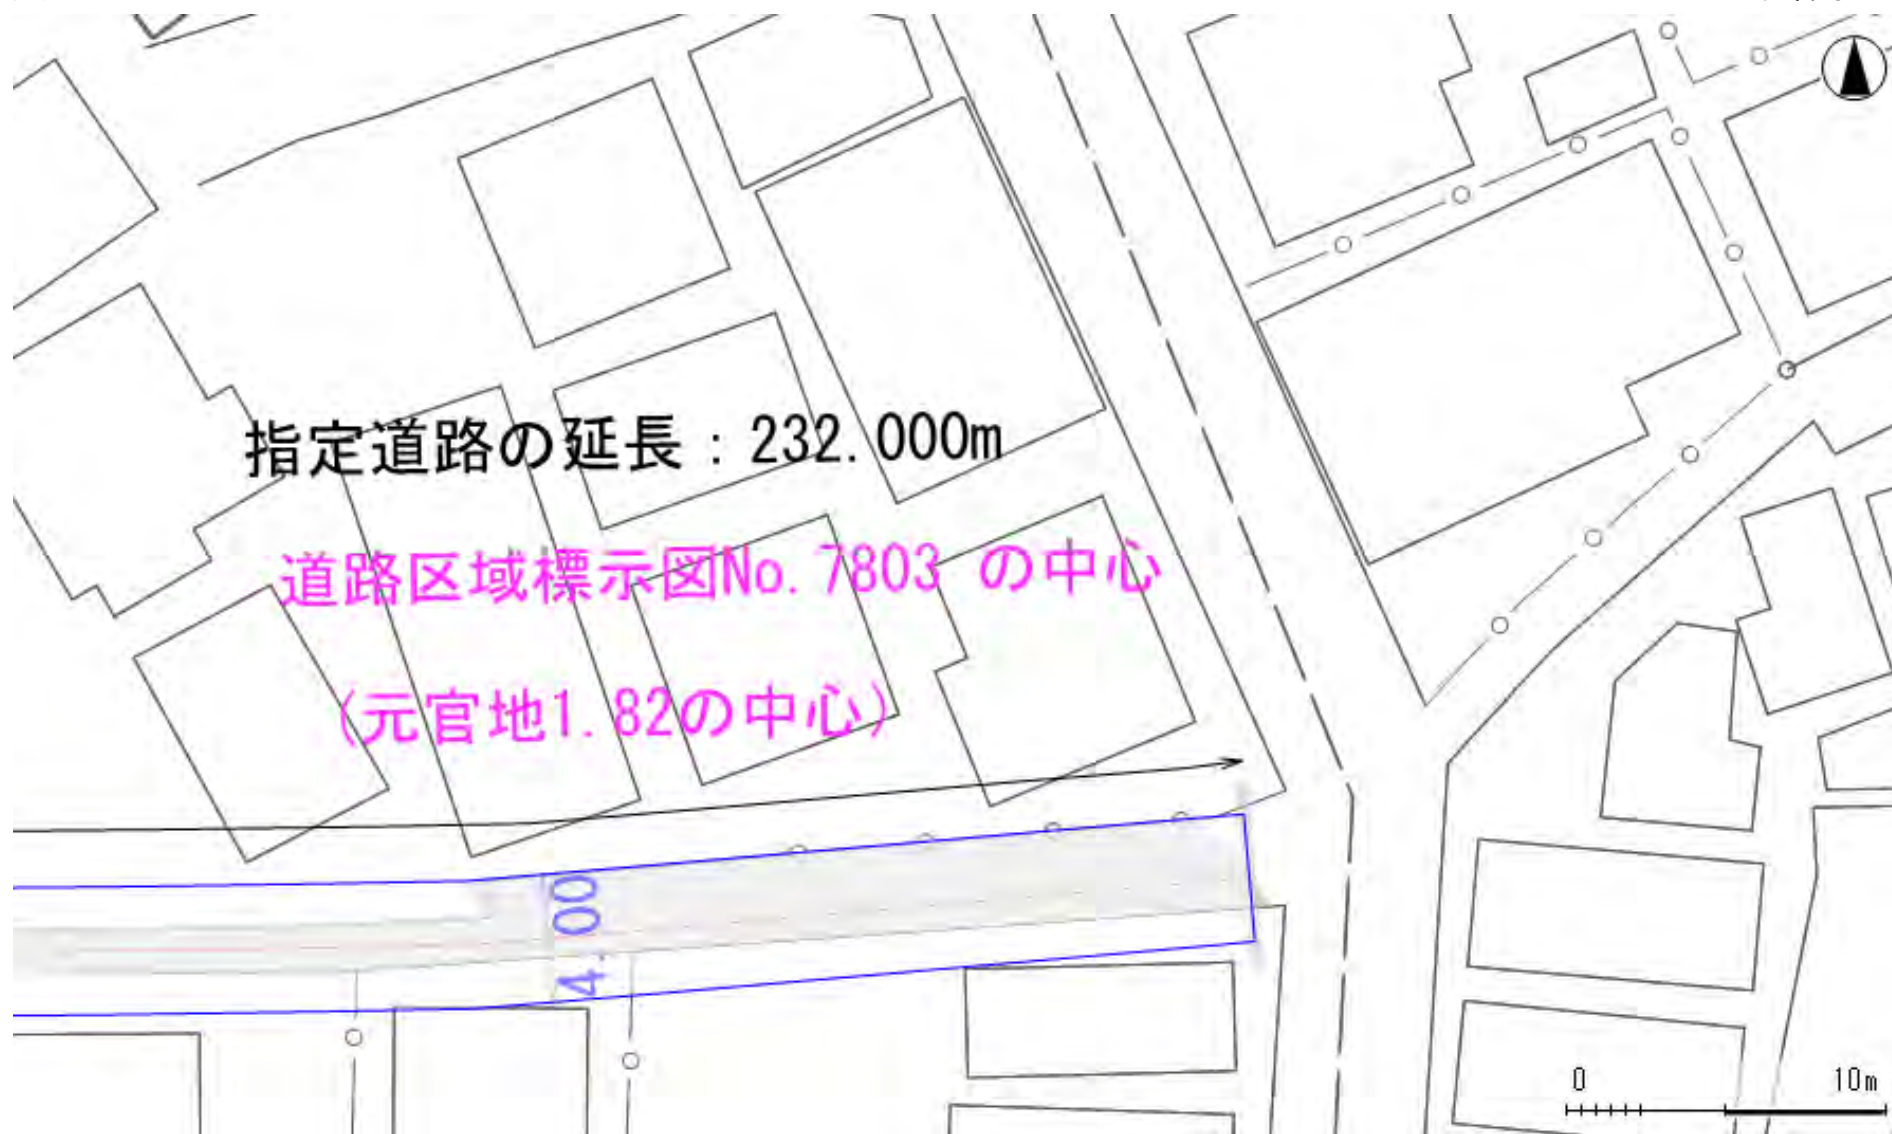 指定道路の延長：232.000m
道路区域標示図No.7803 の中心
（元官地1.82の中心）
4.00
0 10m